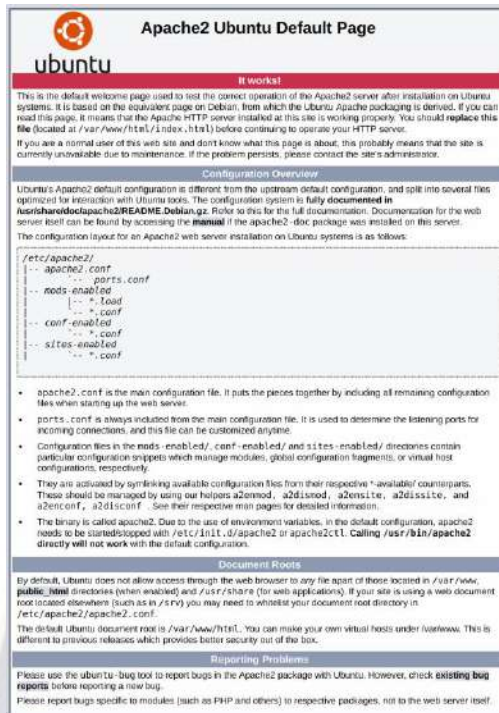 Apache2 Ubuntu Default Page
ubuntu
It works!
This is the default welcome page used to test the correct operation of the Apache2 server after installation on Ubuntu
systems. It is based on the equivalent page on Debian, from which the Ubuntu Apache packaging is derived. If you can
read this page, it means that the Apache HTTP server installed at this site is working properly. You should replace this
file (located at /var/www/html/index.html) before continuing to operate your HTTP server.
If you are a normal user of this web site and don't know what this page is about, this probably means that the site is
currently unavailable due to maintenance. If the problem persists, please contact the site's administrator.
Configuration Overview
Ubuntu's Apache2 default configuration is different from the upstream default configuration, and split into several files
optimized for interaction with Ubuntu tools. The configuration system is fully documented in
/usr/share/doc/apache2/README.Debian.gz. Refer to this for the full documentation. Documentation for the web
server itself can be found by accessing the manual if the apache2-doc package was installed on this server.
The configuration layout for an Apache2 web server installation on Ubuntu systems is as follows:
/etc/apache2/
|-- apache2.conf
|       `--  ports.conf
|-- mods-enabled
|       |-- *.load
|       `-- *.conf
|-- conf-enabled
|       `-- *.conf
|-- sites-enabled
|       `-- *.conf
• apache2.conf is the main configuration file. It puts the pieces together by including all remaining configuration
files when starting up the web server.
• ports.conf is always included from the main configuration file. It is used to determine the listening ports for
incoming connections, and this file can be customized anytime.
• Configuration files in the mods-enabled/, conf-enabled/ and sites-enabled/ directories contain
particular configuration snippets which manage modules, global configuration fragments, or virtual host
configurations, respectively.
• They are activated by symlinking available configuration files from their respective *-available/ counterparts.
These should be managed by using our helpers a2enmod, a2dismod, a2ensite, a2dissite, and
a2enconf, a2disconf . See their respective man pages for detailed information.
• The binary is called apache2. Due to the use of environment variables, in the default configuration, apache2
needs to be started/stopped with /etc/init.d/apache2 or apache2ctl. Calling /usr/bin/apache2
directly will not work with the default configuration.
Document Roots
By default, Ubuntu does not allow access through the web browser to any file apart of those located in /var/www,
public_html directories (when enabled) and /usr/share (for web applications). If your site is using a web document
root located elsewhere (such as in /srv) you may need to whitelist your document root directory in
/etc/apache2/apache2.conf.
The default Ubuntu document root is /var/www/html. You can make your own virtual hosts under /var/www. This is
different to previous releases which provides better security out of the box.
Reporting Problems
Please use the ubuntu-bug tool to report bugs in the Apache2 package with Ubuntu. However, check existing bug
reports before reporting a new bug.
Please report bugs specific to modules (such as PHP and others) to respective packages, not to the web server itself.